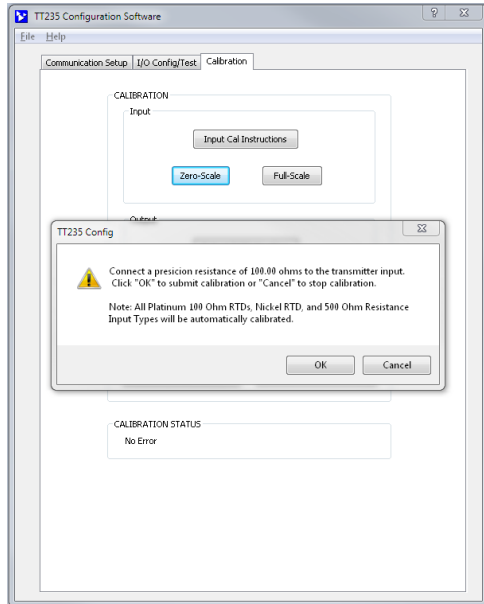 TT235 Configuration Software
File Help
Communication Setup I/O Config/Test Calibration
CALIBRATION
Input
Input Cal Instructions
Zero-Scale Full-Scale
Output
TT235 Config
Connect a presicion resistance of 100.00 ohms to the transmitter input.
Click "OK" to submit calibration or "Cancel" to stop calibration.
Note: All Platinum 100 Ohm RTDs, Nickel RTD, and 500 Ohm Resistance
Input Types will be automatically calibrated.
OK Cancel
CALIBRATION STATUS
No Error